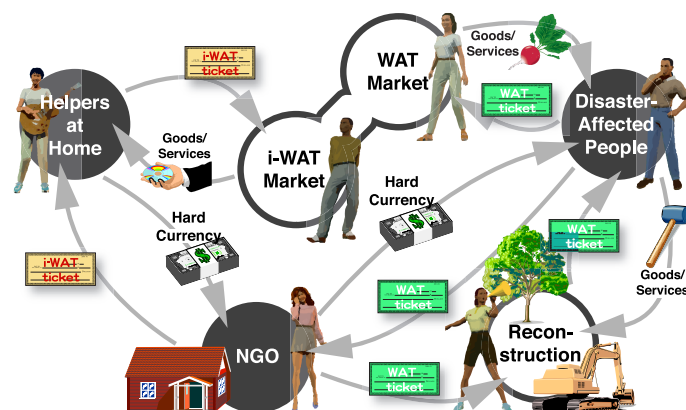 WAT
Market
Goods/
Services
WAT
ticket
Disaster-
Affected
People
i-WAT
ticket
Helpers
at
Home
Goods/
Services
i-WAT
Market
Hard
Currency
Hard
Currency
WAT
ticket
Goods/
Services
i-WAT
ticket
WAT
ticket
NGO
Recon-
struction
WAT
ticket